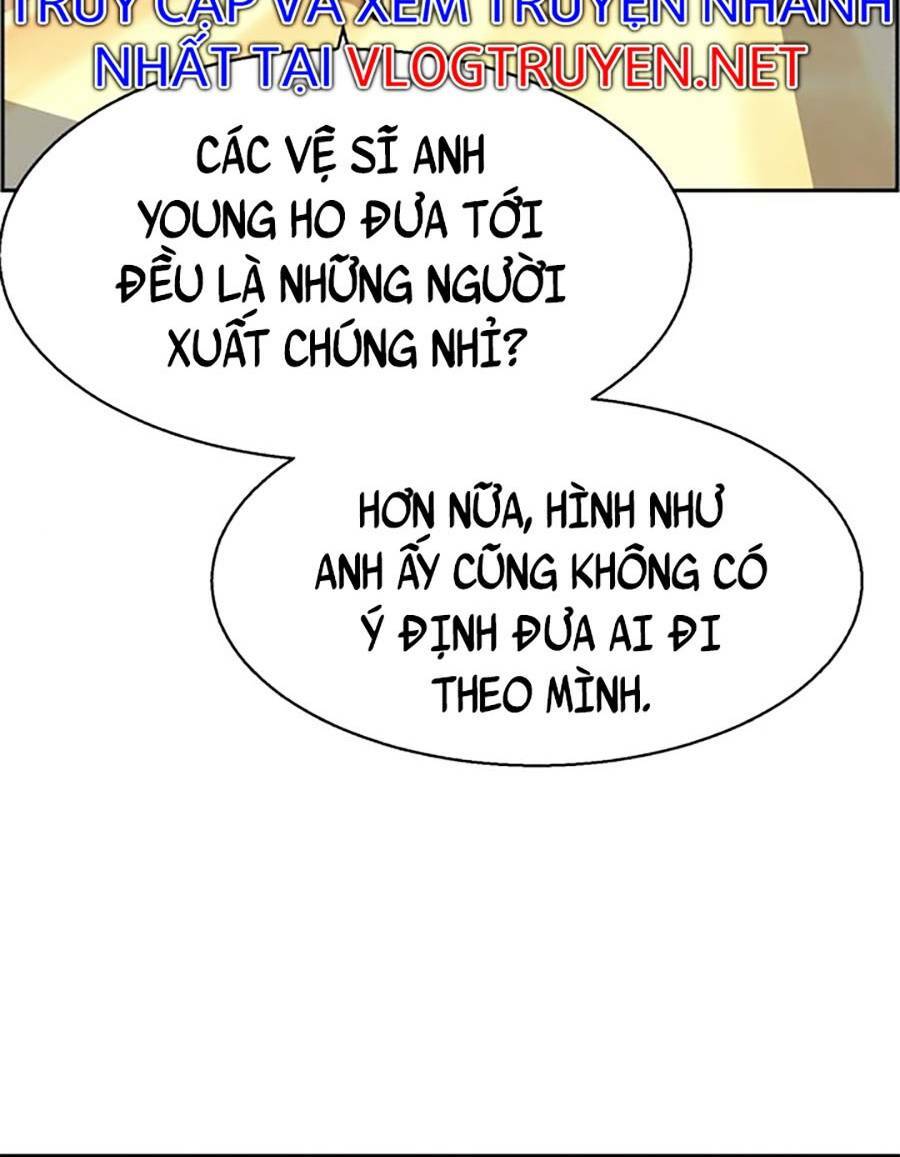 TRUY CẬP VÀ XEM TRUYỆN NHANH
NHẤT TẠI VLOGTRUYEN.NET
CÁC VỆ SĨ ANH
YOUNG HO ĐƯA TỚI
ĐỀU LÀ NHỮNG NGƯỜI
XUẤT CHÚNG NHỈ?
HƠN NỮA, HÌNH NHƯ
ANH ẤY CŨNG KHÔNG CÓ
Ý ĐỊNH ĐƯA AI ĐI
THEO MÌNH.